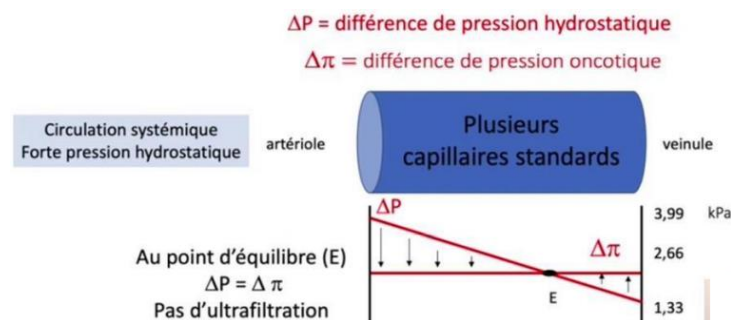 ΔP = différence de pression hydrostatique
Δπ = différence de pression oncotique
Circulation systémique
Forte pression hydrostatique
artériole
Plusieurs
capillaires standards
veinule
ΔP
3,99 kPa
Au point d'équilibre (E)
Δπ
2,66
ΔP = Δ π
E
Pas d'ultrafiltration
1,33